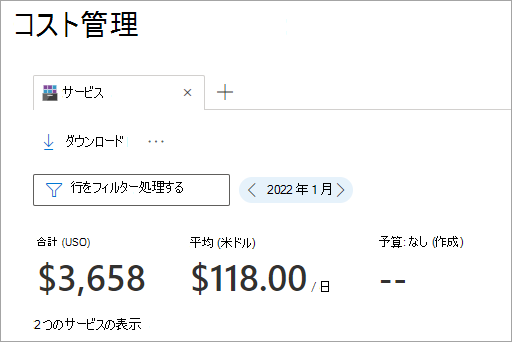 コスト管理
サービス
ダウンロード
行をフィルター処理する
2022 年 1 月
合計 (USO)
平均 (米ドル)
予算: なし (作成)
$3,658
$118.00 / 日
--
2 つのサービスの表示